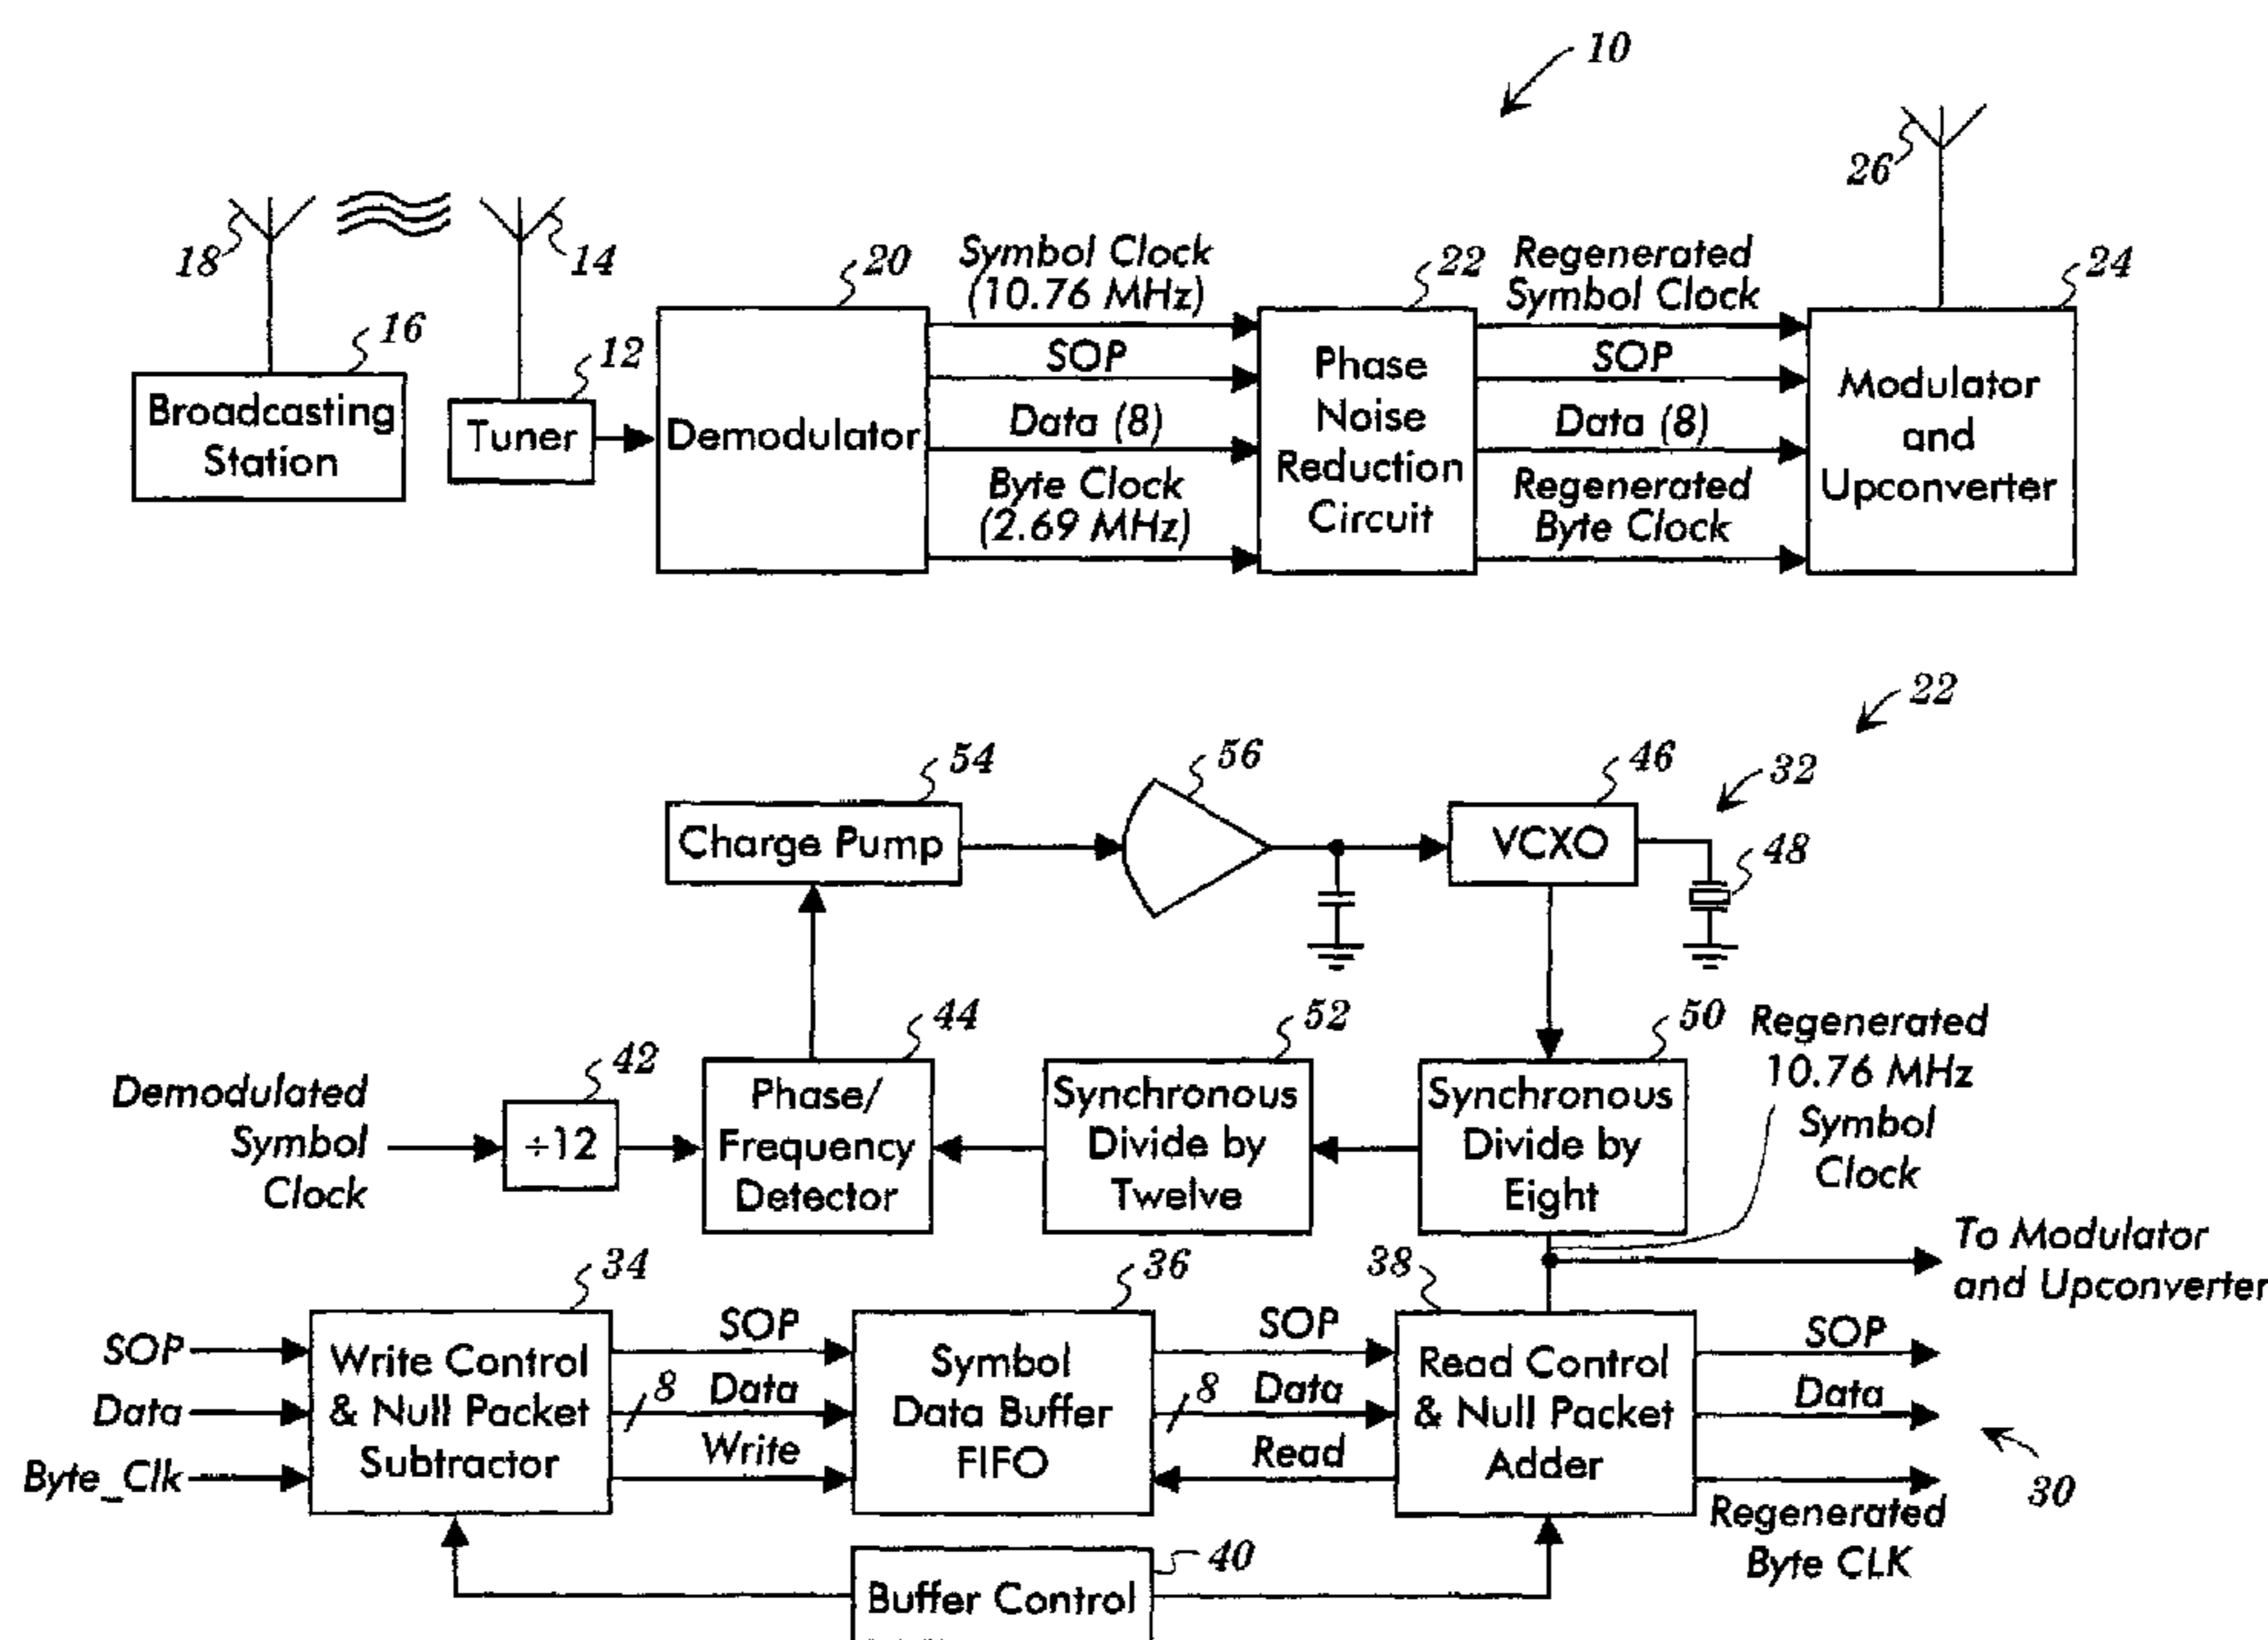 10
26
18
14
20
Symbol Clock
(10.76 MHz)
22
Regenerated
Symbol Clock
24
16
12
SOP
SOP
Broadcasting
Station
Tuner
Demodulator
Data (8)
Phase
Noise
Reduction
Circuit
Data (8)
Modulator
and
Upconverter
Byte Clock
(2.69 MHz)
Regenerated
Byte Clock
22
54
56
46
32
Charge Pump
VCXO
48
42
44
52
50
Regenerated
10.76 MHz
Symbol
Clock
Demodulated
Symbol
Clock
÷12
Phase/
Frequency
Detector
Synchronous
Divide by
Twelve
Synchronous
Divide by
Eight
To Modulator
and Upconverter
34
36
38
SOP
Data
Byte_Clk
Write Control
& Null Packet
Subtractor
SOP
8 Data
Write
Symbol
Data Buffer
FIFO
SOP
8 Data
Read
Read Control
& Null Packet
Adder
SOP
Data
Regenerated
Byte CLK
30
40
Buffer Control